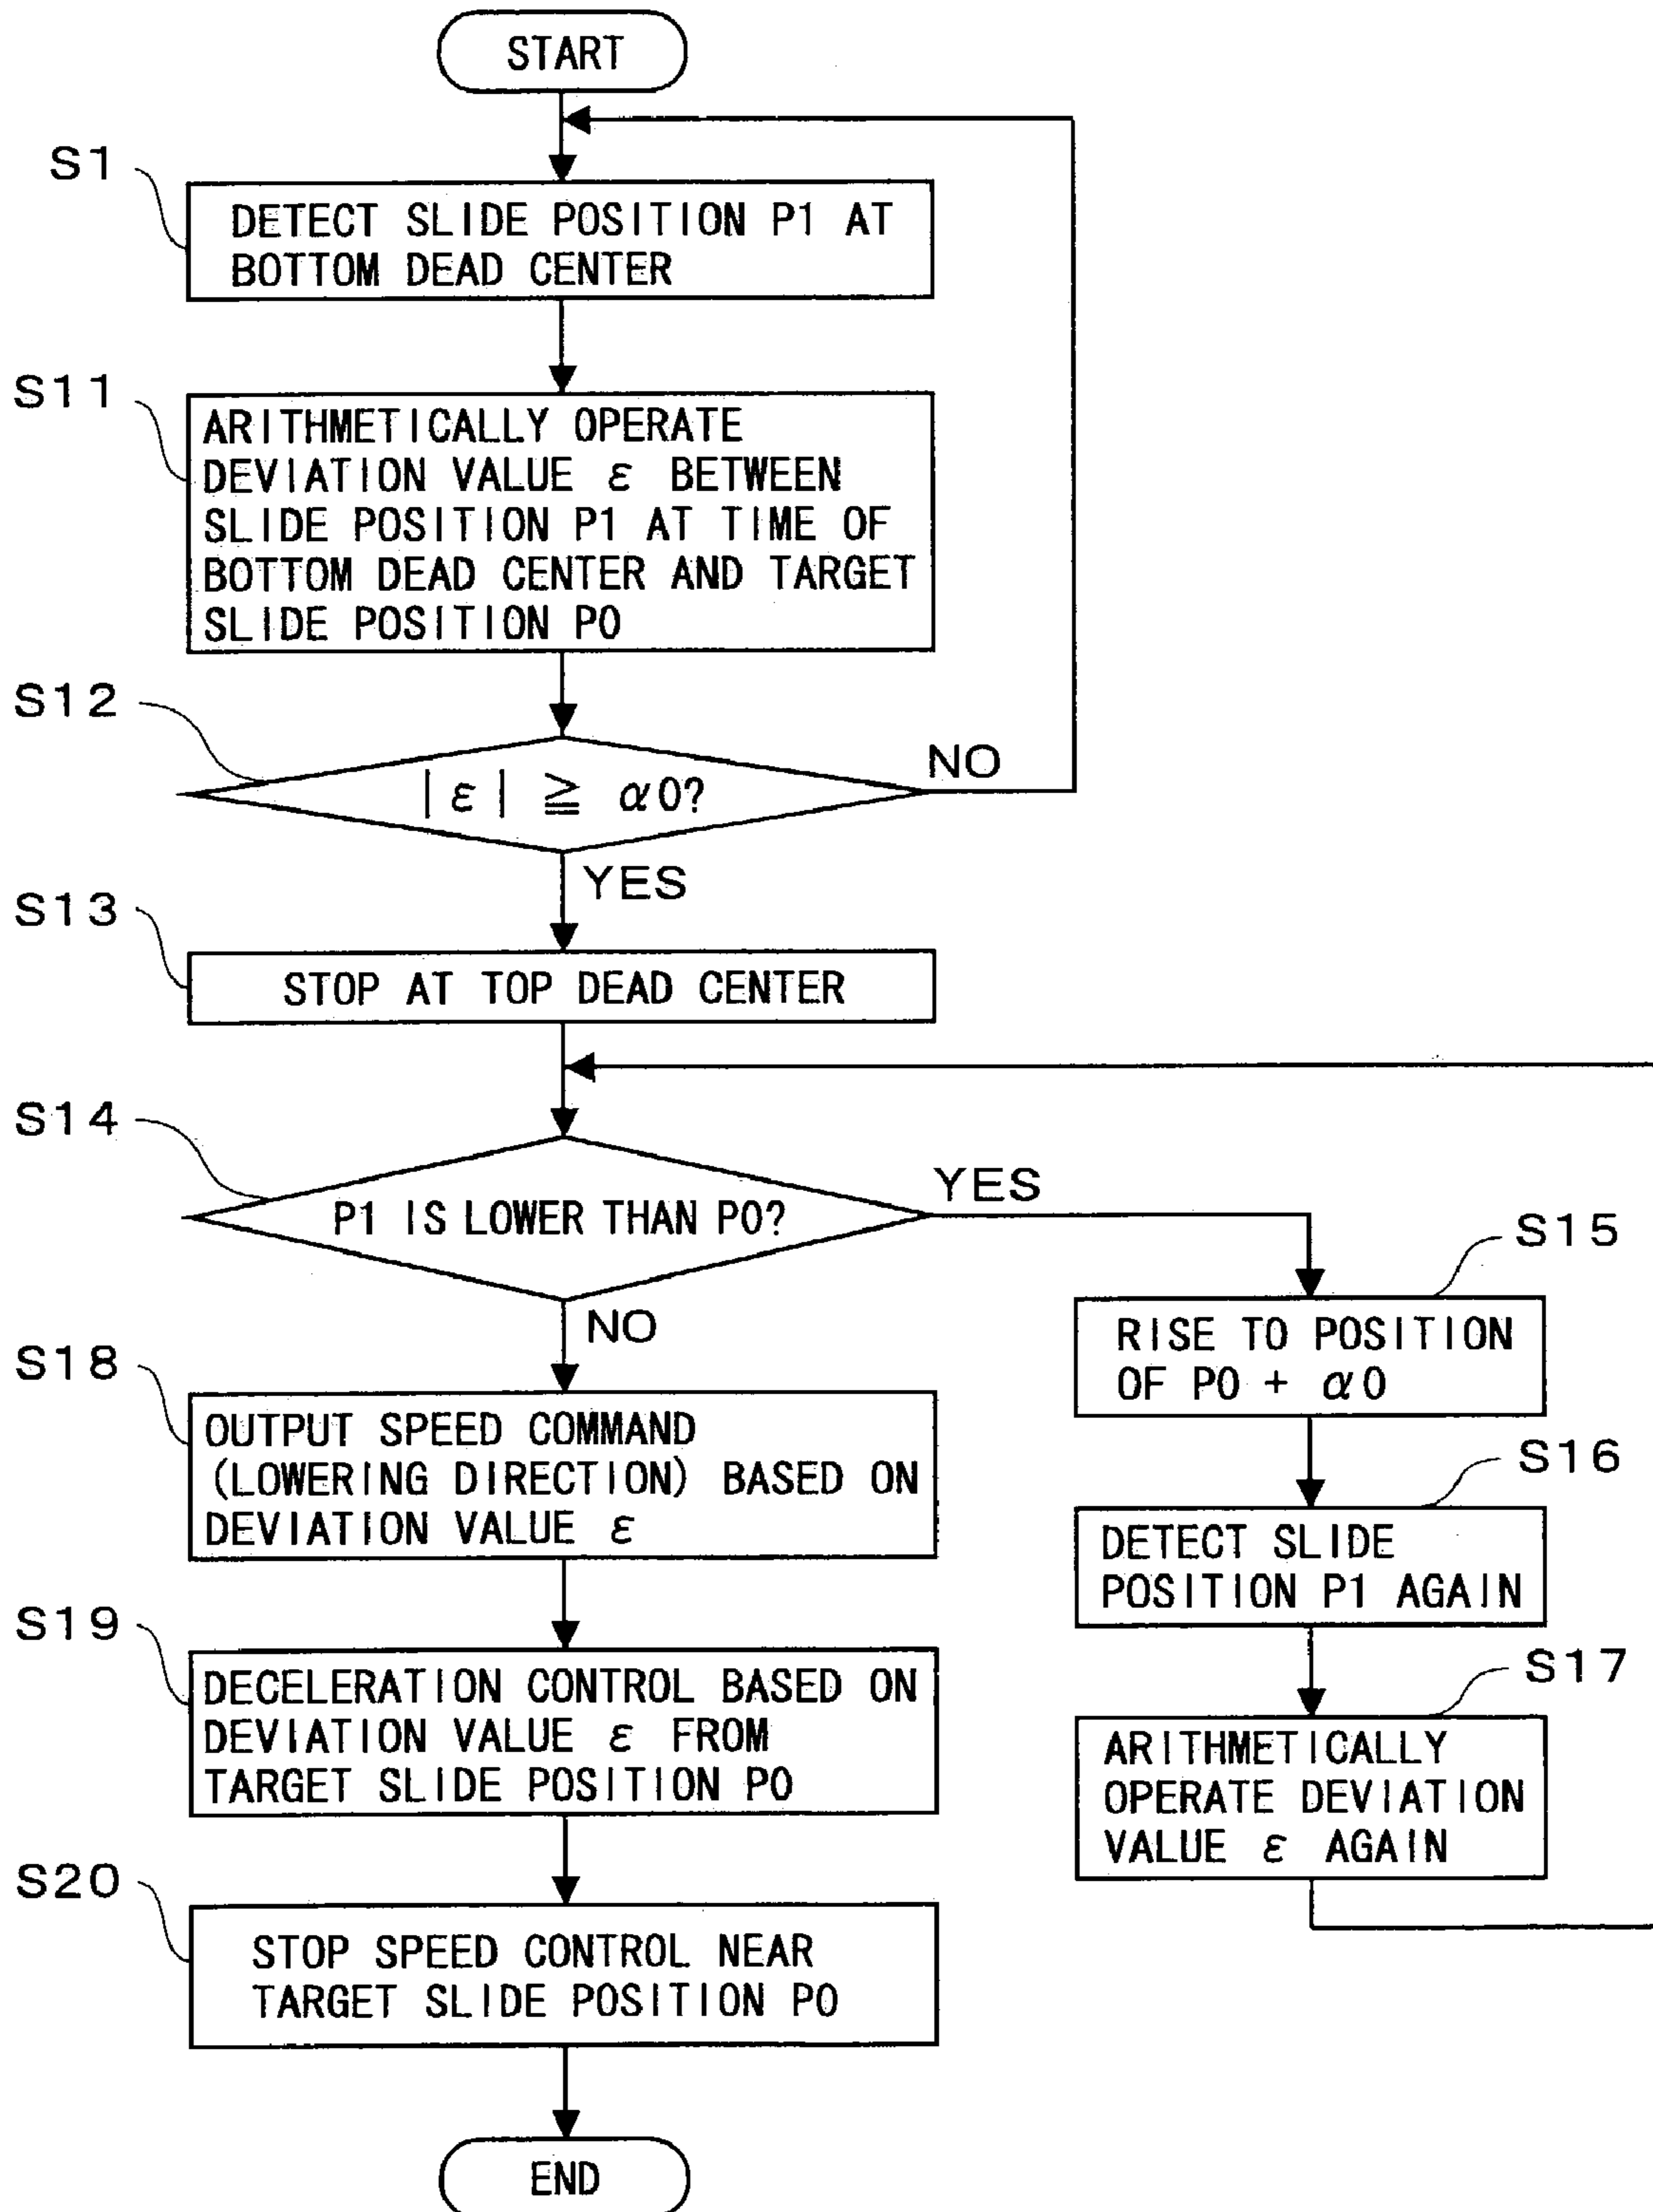 START
S1
DETECT SLIDE POSITION P1 AT
BOTTOM DEAD CENTER
S11
ARITHMETICALLY OPERATE
DEVIATION VALUE ε BETWEEN
SLIDE POSITION P1 AT TIME OF
BOTTOM DEAD CENTER AND TARGET
SLIDE POSITION P0
S12
|ε| ≧ α0?
NO
YES
S13
STOP AT TOP DEAD CENTER
S14
P1 IS LOWER THAN P0?
YES
NO
S15
RISE TO POSITION
OF P0 + α0
S16
DETECT SLIDE
POSITION P1 AGAIN
S17
ARITHMETICALLY
OPERATE DEVIATION
VALUE ε AGAIN
S18
OUTPUT SPEED COMMAND
(LOWERING DIRECTION) BASED ON
DEVIATION VALUE ε
S19
DECELERATION CONTROL BASED ON
DEVIATION VALUE ε FROM
TARGET SLIDE POSITION P0
S20
STOP SPEED CONTROL NEAR
TARGET SLIDE POSITION P0
END